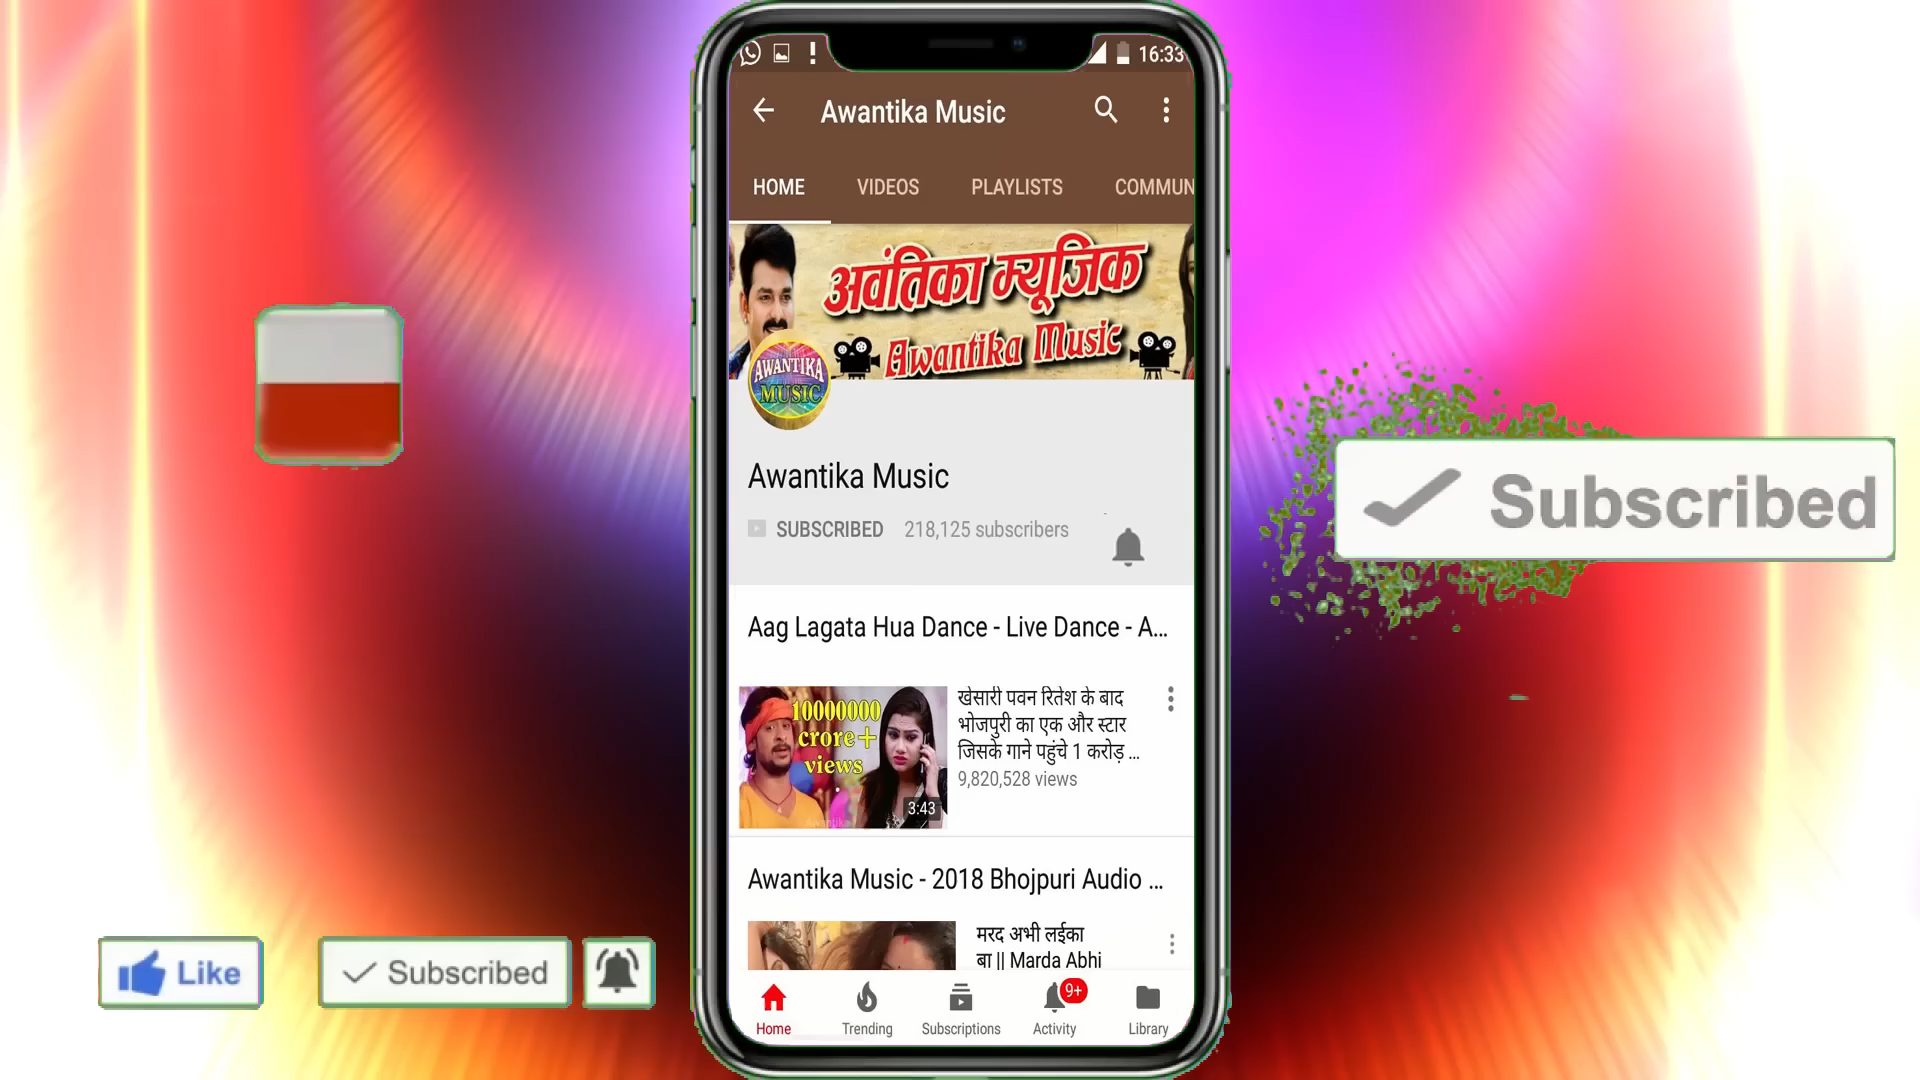 16:33
Awantika Music
HOME VIDEOS PLAYLISTS COMMUN
अवंतिका म्यूजिक
Awantika Music
AWANTIKA
MUSIC
Awantika Music
SUBSCRIBED 218,125 subscribers
Subscribed
Aag Lagata Hua Dance - Live Dance - A...
10000000
crore+
views
3:43
Awantika
खेसारी पवन रितेश के बाद
भोजपुरी का एक और स्टार
जिसके गाने पहुंचे 1 करोड़ ...
9,820,528 views
Awantika Music - 2018 Bhojpuri Audio ...
मरद अभी लईका
बा || Marda Abhi
Like
Subscribed
9+
Home Trending Subscriptions Activity Library